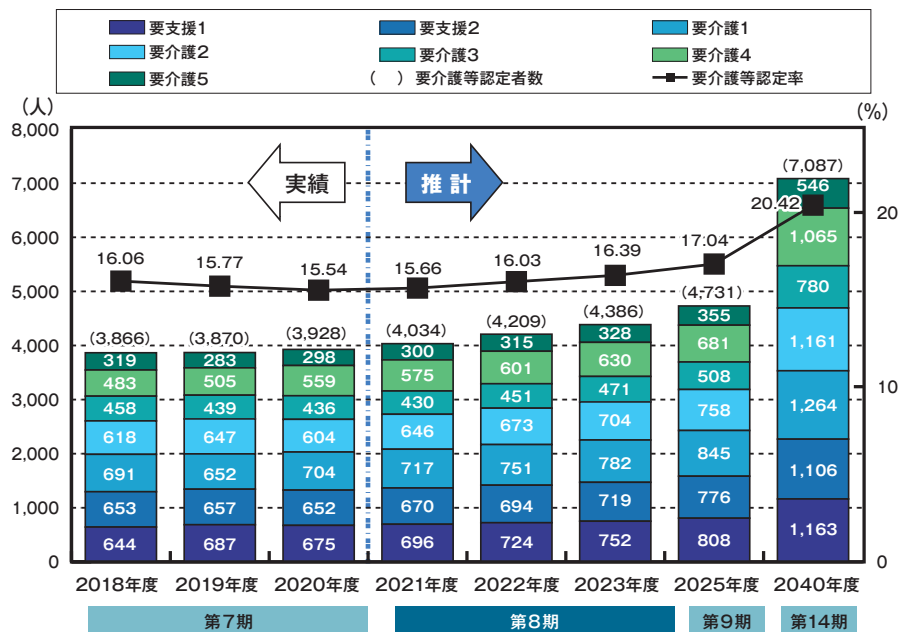 要支援1 要支援2 要介護1
要介護2 要介護3 要介護4
要介護5 (　) 要介護等認定者数 要介護等認定率
(人) (%)
8,000
7,000
6,000
5,000
4,000
3,000
2,000
1,000
0
20
10
0
実績 推計
16.06 15.77 15.54 15.66 16.03 16.39 17.04 20.42
(3,866) (3,870) (3,928) (4,034) (4,209) (4,386) (4,731) (7,087)
319 283 298 300 315 328 355 546
483 505 559 575 601 630 681 1,065
458 439 436 430 451 471 508 780
618 647 604 646 673 704 758 1,161
691 652 704 717 751 782 845 1,264
653 657 652 670 694 719 776 1,106
644 687 675 696 724 752 808 1,163
2018年度 2019年度 2020年度 2021年度 2022年度 2023年度 2025年度 2040年度
第7期 第8期 第9期 第14期